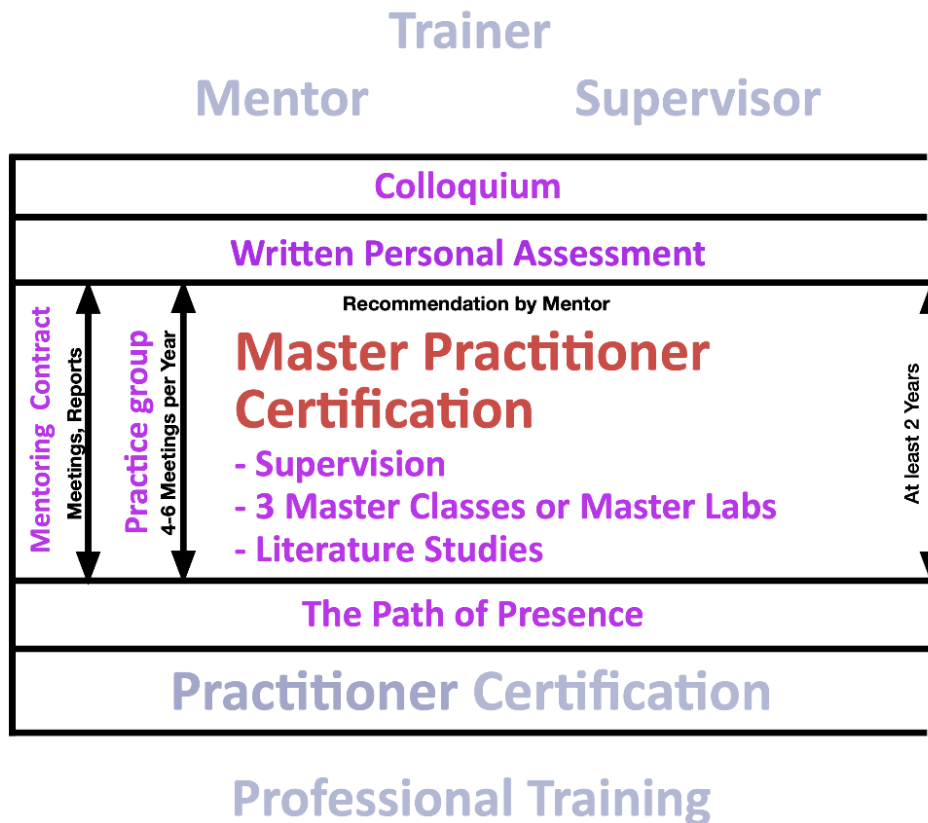 Trainer
Mentor
Supervisor
Colloquium
Written Personal Assessment
Mentoring Contract
Meetings, Reports
Practice group
4-6 Meetings per Year
Recommendation by Mentor
Master Practitioner
Certification
- Supervision
- 3 Master Classes or Master Labs
- Literature Studies
At least 2 Years
The Path of Presence
Practitioner Certification
Professional Training